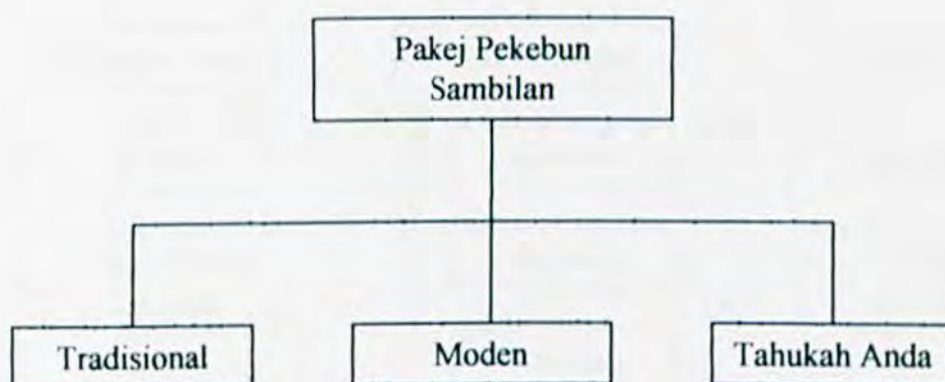 Pakej Pekebun
Sambilan
Tradisional
Moden
Tahukah Anda